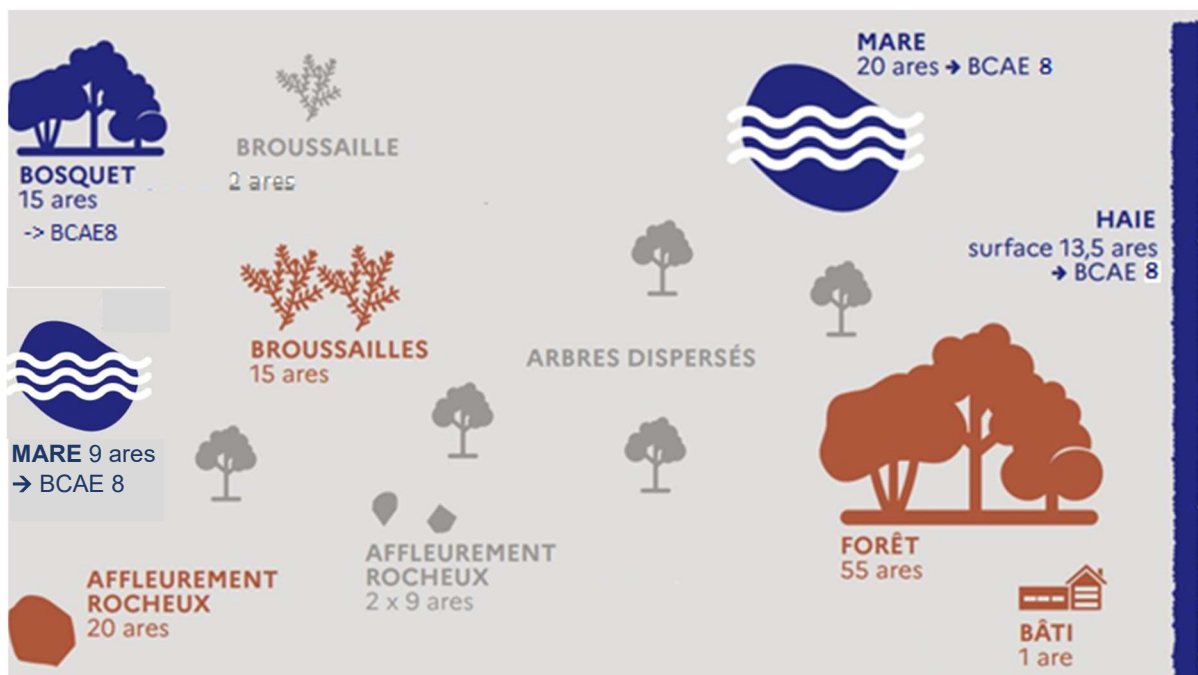 MARE
20 ares → BCAE 8
BROUSSAILLE
2 ares
BOSQUET
15 ares
-> BCAE8
HAIE
surface 13,5 ares
→ BCAE 8
BROUSSAILLES
15 ares
ARBRES DISPERSÉS
MARE 9 ares
→ BCAE 8
AFFLEUREMENT
ROCHEUX
2 x 9 ares
FORÊT
55 ares
AFFLEUREMENT
ROCHEUX
20 ares
BÂTI
1 are